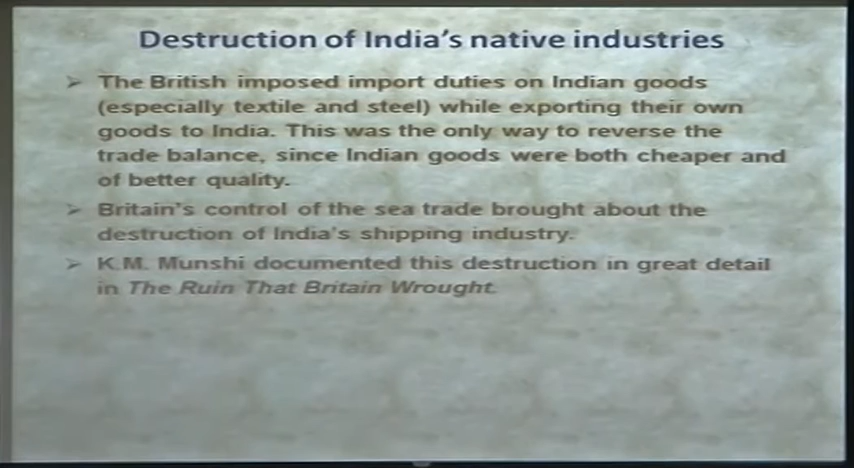 Destruction of India's native industries
➢ The British imposed import duties on Indian goods
(especially textile and steel) while exporting their own
goods to India. This was the only way to reverse the
trade balance, since Indian goods were both cheaper and
of better quality.
➢ Britain's control of the sea trade brought about the
destruction of India's shipping industry.
➢ K.M. Munshi documented this destruction in great detail
in The Ruin That Britain Wrought.